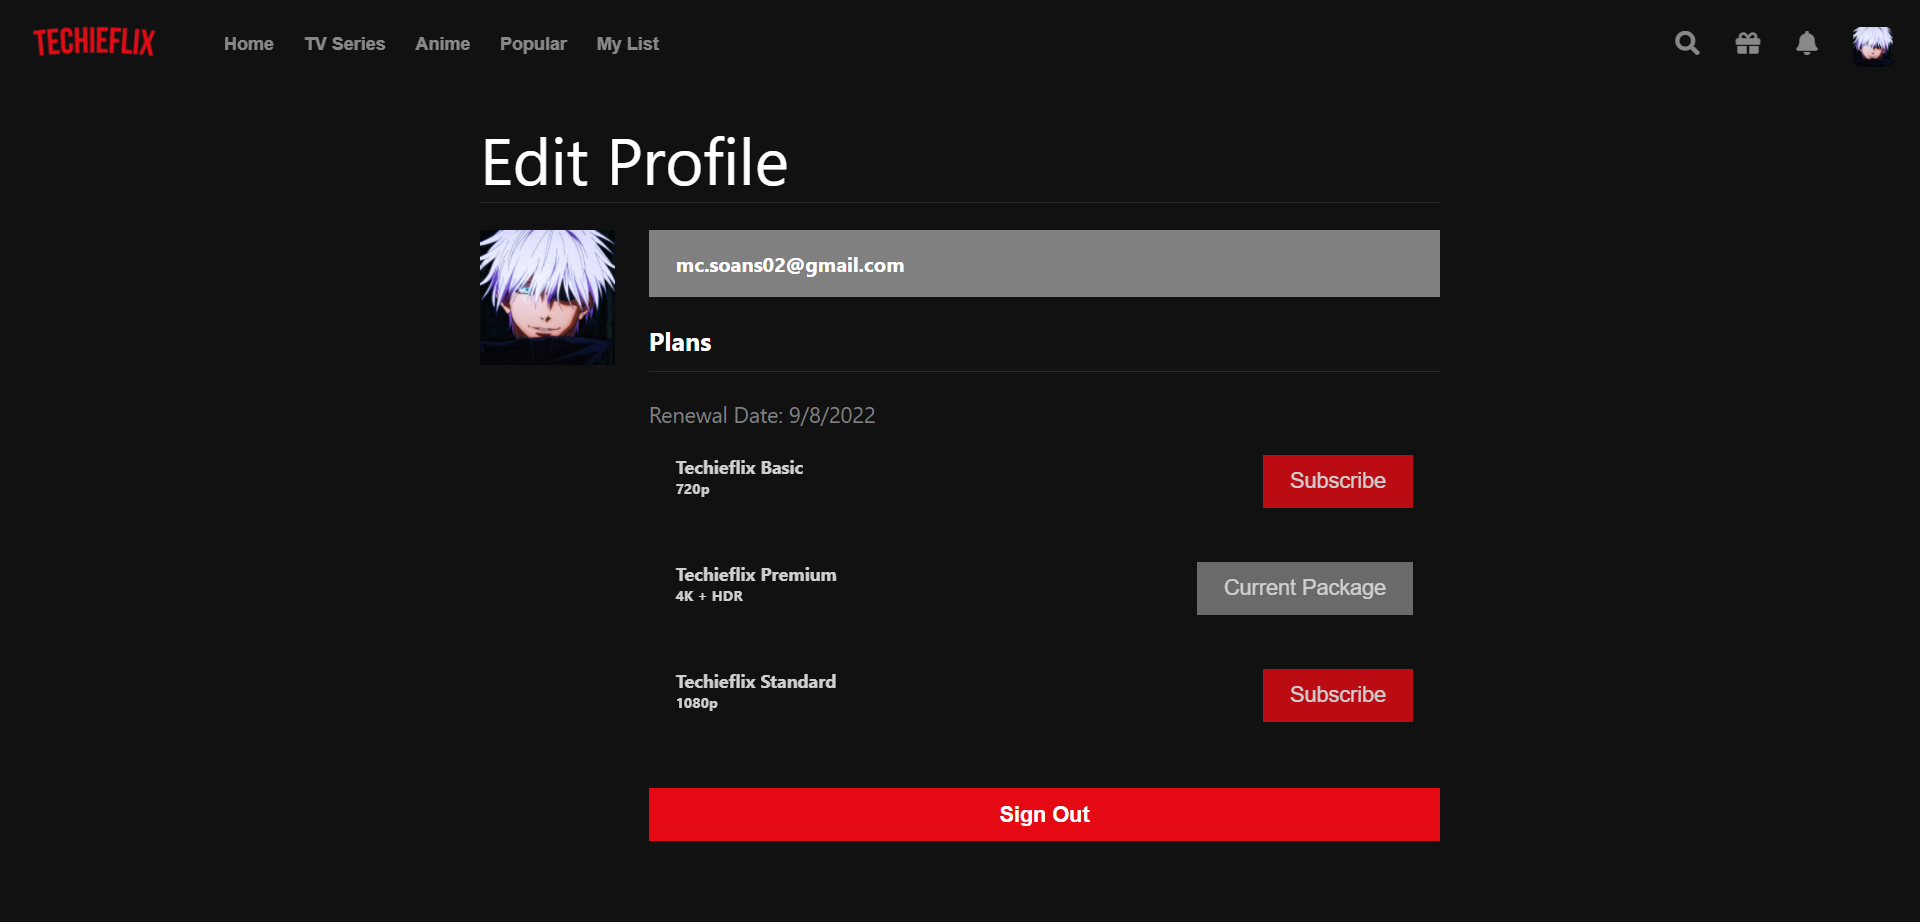 TECHIEFLIX Home TV Series Anime Popular My List
Edit Profile
mc.soans02@gmail.com
Plans
Renewal Date: 9/8/2022
Techieflix Basic
720p
Subscribe
Techieflix Premium
4K + HDR
Current Package
Techieflix Standard
1080p
Subscribe
Sign Out